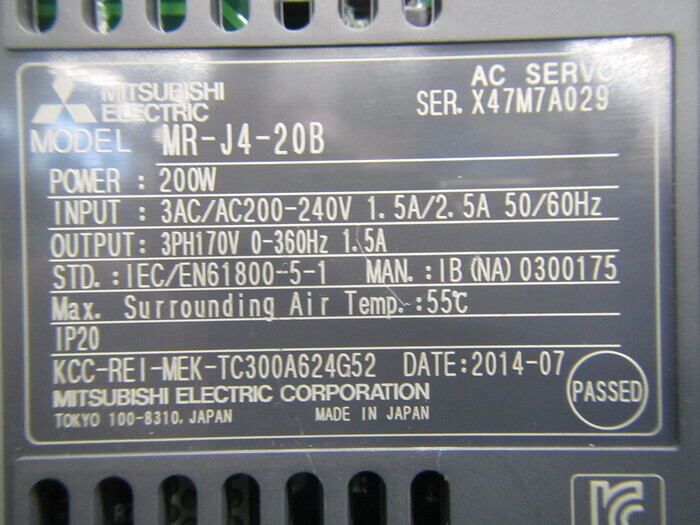 MITSUBISHI
ELECTRIC
AC SERVO
SER. X47M7A029
MODEL MR-J4-20B
POWER : 200W
INPUT : 3AC/AC200-240V 1.5A/2.5A 50/60Hz
OUTPUT: 3PH170V 0-360Hz 1.5A
STD.:IEC/EN61800-5-1 MAN.:IB(NA)0300175
Max. Surrounding Air Temp.:55℃
IP20
KCC-REI-MEK-TC300A624G52 DATE:2014-07
MITSUBISHI ELECTRIC CORPORATION
TOKYO 100-8310, JAPAN MADE IN JAPAN
PASSED